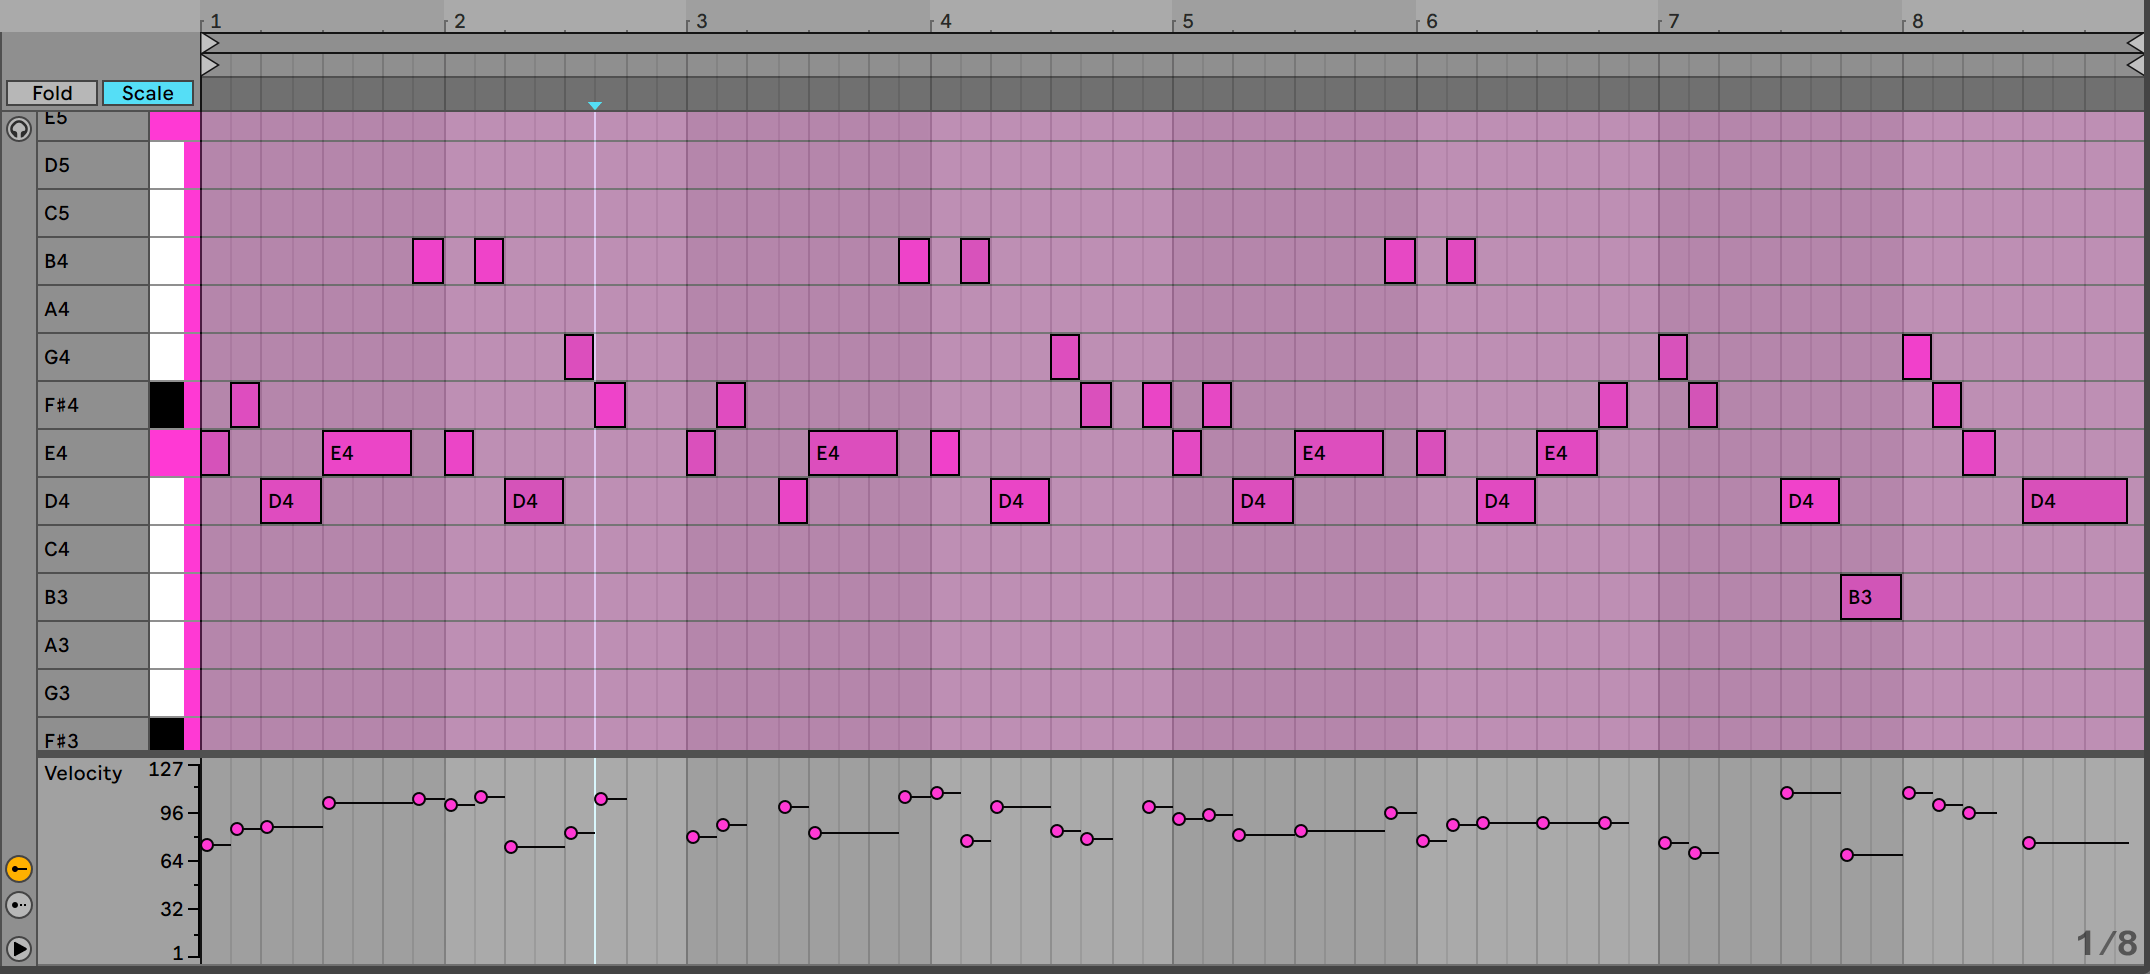 1 2 3 4 5 6 7 8
Fold Scale
E5
D5
C5
B4
A4
G4
F#4
E4 E4 E4 E4 E4
D4 D4 D4 D4 D4 D4 D4 D4
C4
B3 B3
A3
G3
F#3
Velocity 127
96
64
32
1
1/8